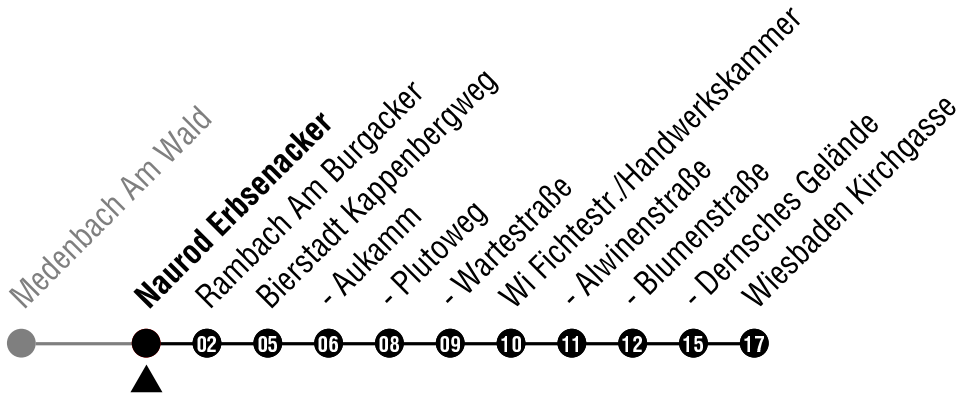 Medenbach Am Wald
Naurod Erbsenacker
Rambach Am Burgacker
Bierstadt Kappenbergweg
- Aukamm
- Plutoweg
- Wartestraße
Wi Fichtestr./Handwerkskammer
- Alwinenstraße
- Blumenstraße
- Dernsches Gelände
Wiesbaden Kirchgasse
02 05 06 08 09 10 11 12 15 17